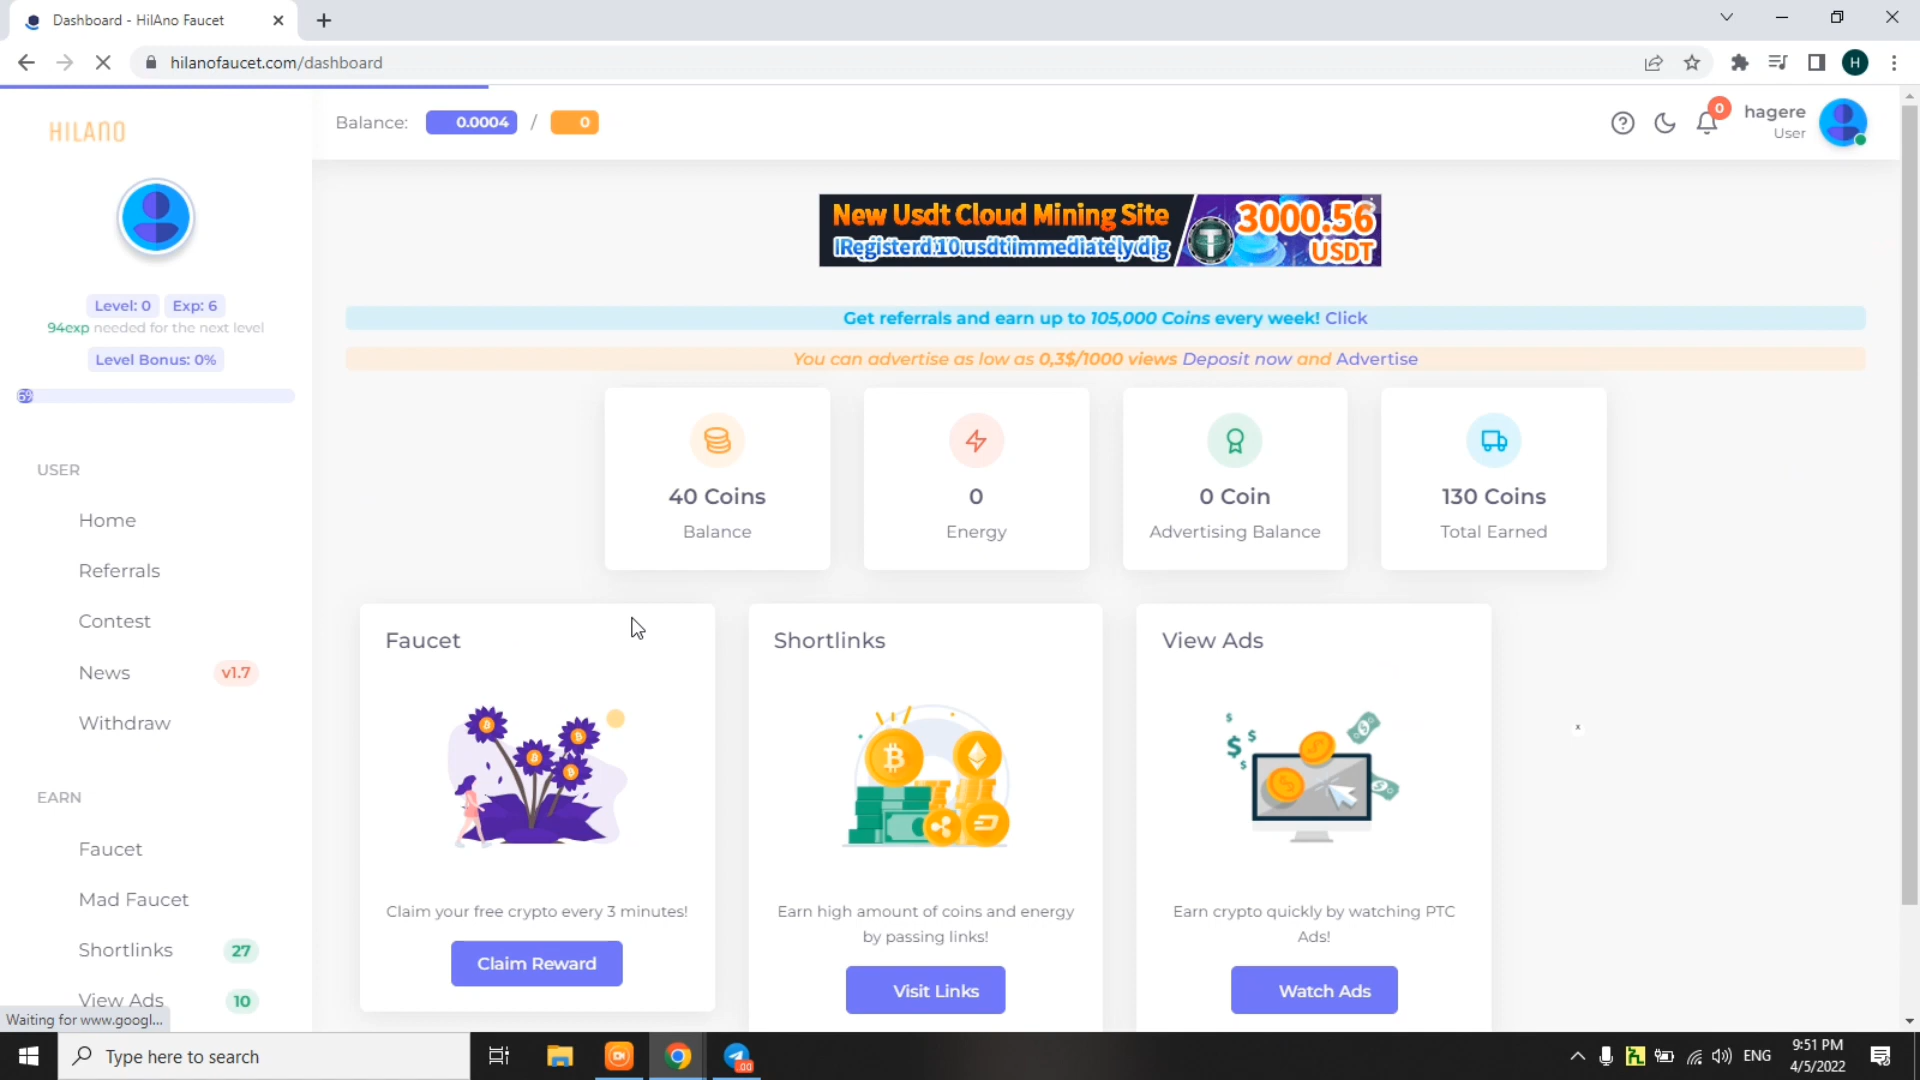 Dashboard - HilAno Faucet
hilanofaucet.com/dashboard
H
HILANO
Balance: 0.0004 / 0
0
hagere
User
New Usdt Cloud Mining Site
3000.56
USDT
Level: 0 Exp: 6
94exp needed for the next level
Level Bonus: 0%
Get referrals and earn up to 105,000 Coins every week! Click
You can advertise as low as 0,3$/1000 views Deposit now and Advertise
40 Coins
Balance
0
Energy
0 Coin
Advertising Balance
130 Coins
Total Earned
USER
Home
Referrals
Contest
News v1.7
Withdraw
EARN
Faucet
Mad Faucet
Shortlinks 27
View Ads 10
Faucet
Claim your free crypto every 3 minutes!
Claim Reward
Shortlinks
Earn high amount of coins and energy
by passing links!
Visit Links
View Ads
Earn crypto quickly by watching PTC
Ads!
Watch Ads
x
Waiting for www.googl...
Type here to search
ENG
9:51 PM
4/5/2022